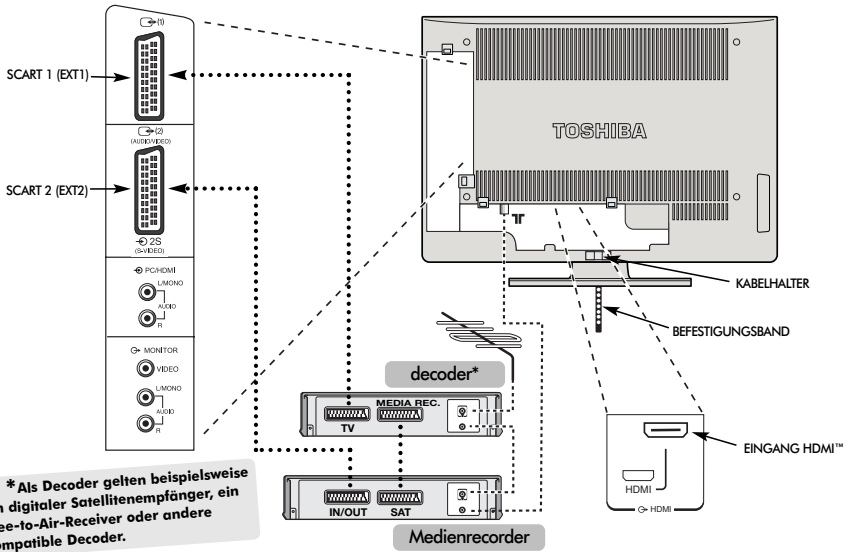 (1)
SCART 1 (EXT1)
(2)
(AUDIO/VIDEO)
SCART 2 (EXT2)
2S
(S-VIDEO)
PC/HDMI
L/MONO
AUDIO
R
MONITOR
VIDEO
L/MONO
AUDIO
R
TOSHIBA
KABELHALTER
BEFESTIGUNGSBAND
decoder*
MEDIA REC.
TV
IN/OUT
SAT
Medienrecorder
EINGANG HDMI™
HDMI
HDMI
*Als Decoder gelten beispielsweise
digitaler Satellitenempfänger, ein
-to-Air-Receiver oder andere
Decoder.